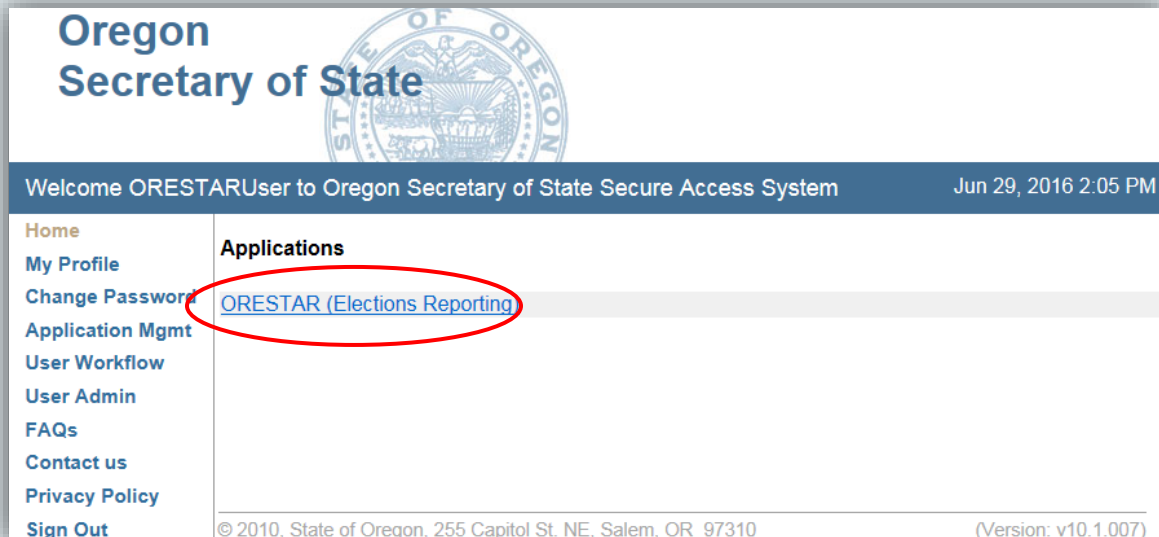 Oregon
Secretary of State
STATE OF OREGON
Welcome ORESTARUser to Oregon Secretary of State Secure Access System Jun 29, 2016 2:05 PM
Home
My Profile
Change Password
Application Mgmt
User Workflow
User Admin
FAQs
Contact us
Privacy Policy
Sign Out
Applications
ORESTAR (Elections Reporting)
© 2010, State of Oregon, 255 Capitol St. NE, Salem, OR 97310 (Version: v10.1.007)